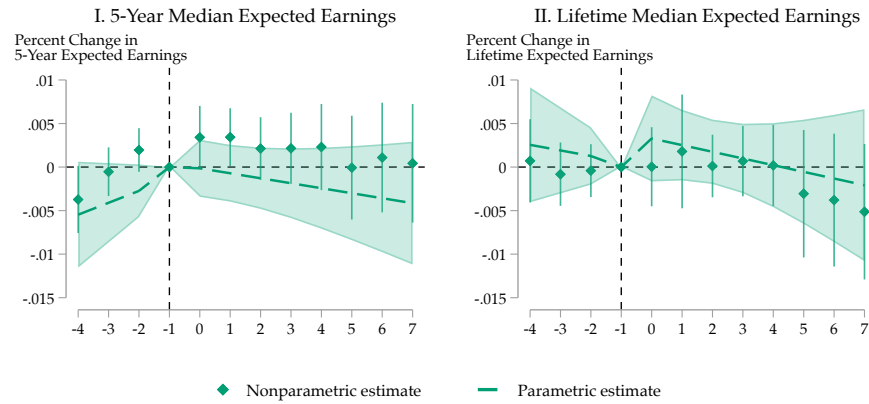 I. 5-Year Median Expected Earnings
Percent Change in
5-Year Expected Earnings
.01
.005
0
-.005
-.01
-.015
-4 -3 -2 -1 0 1 2 3 4 5 6 7
II. Lifetime Median Expected Earnings
Percent Change in
Lifetime Expected Earnings
.01
.005
0
-.005
-.01
-.015
-4 -3 -2 -1 0 1 2 3 4 5 6 7
Nonparametric estimate Parametric estimate